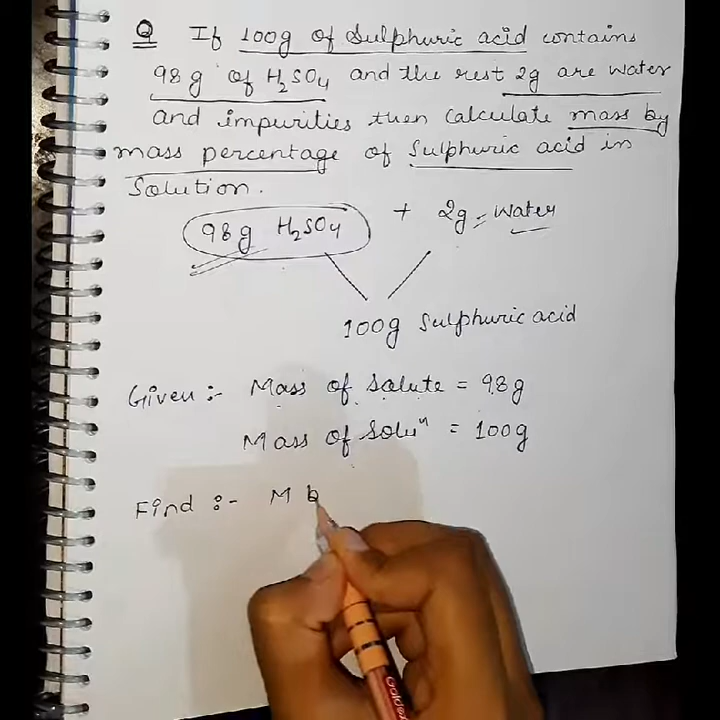 Q If 100g of Sulphuric acid contains
98 g of H₂SO₄ and the rest 2g are water
and impurities then calculate mass by
mass percentage of Sulphuric acid in
Solution.
98g H₂SO₄ + 2g = water
100g Sulphuric acid
Given :- Mass of Solute = 98g
Mass of Soluⁿ = 100g
Find :- M b